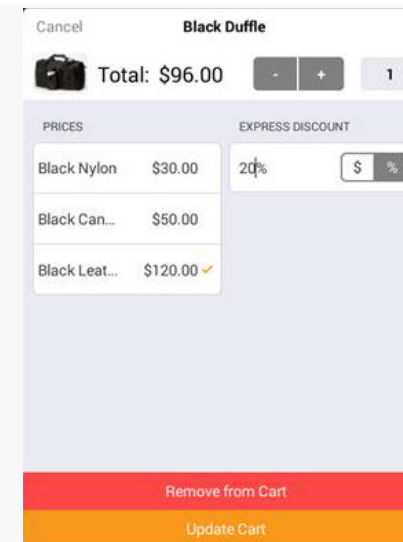 Cancel Black Duffle
Total: $96.00 - + 1
PRICES EXPRESS DISCOUNT
Black Nylon $30.00 20% $ %
Black Can... $50.00
Black Leat... $120.00
Remove from Cart
Update Cart